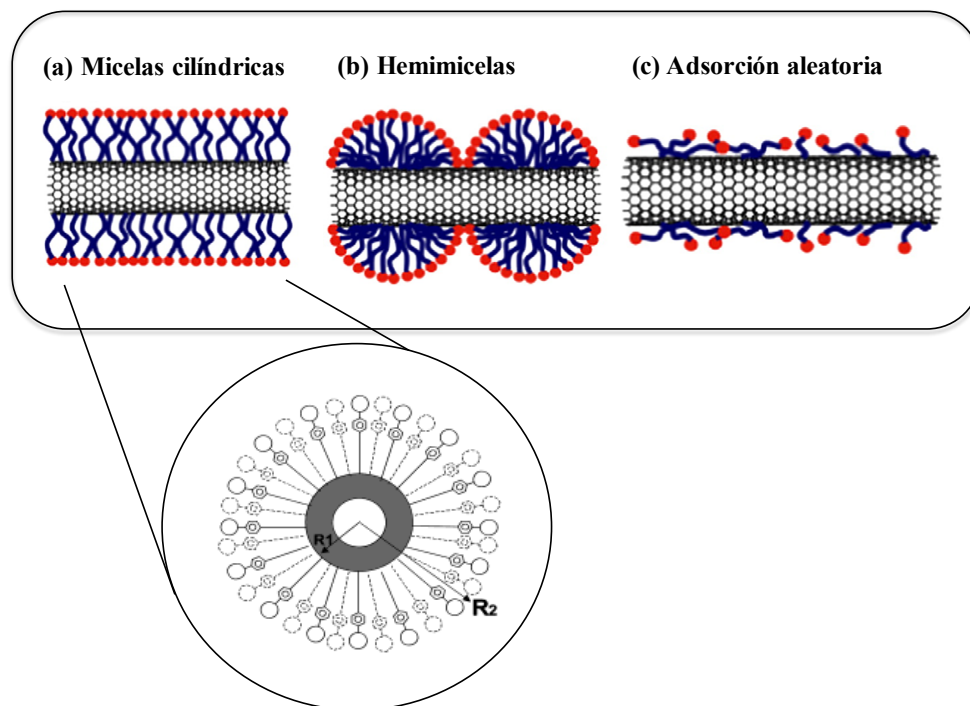 (a) Micelas cilíndricas
(b) Hemimicelas
(c) Adsorción aleatoria
R1
R2